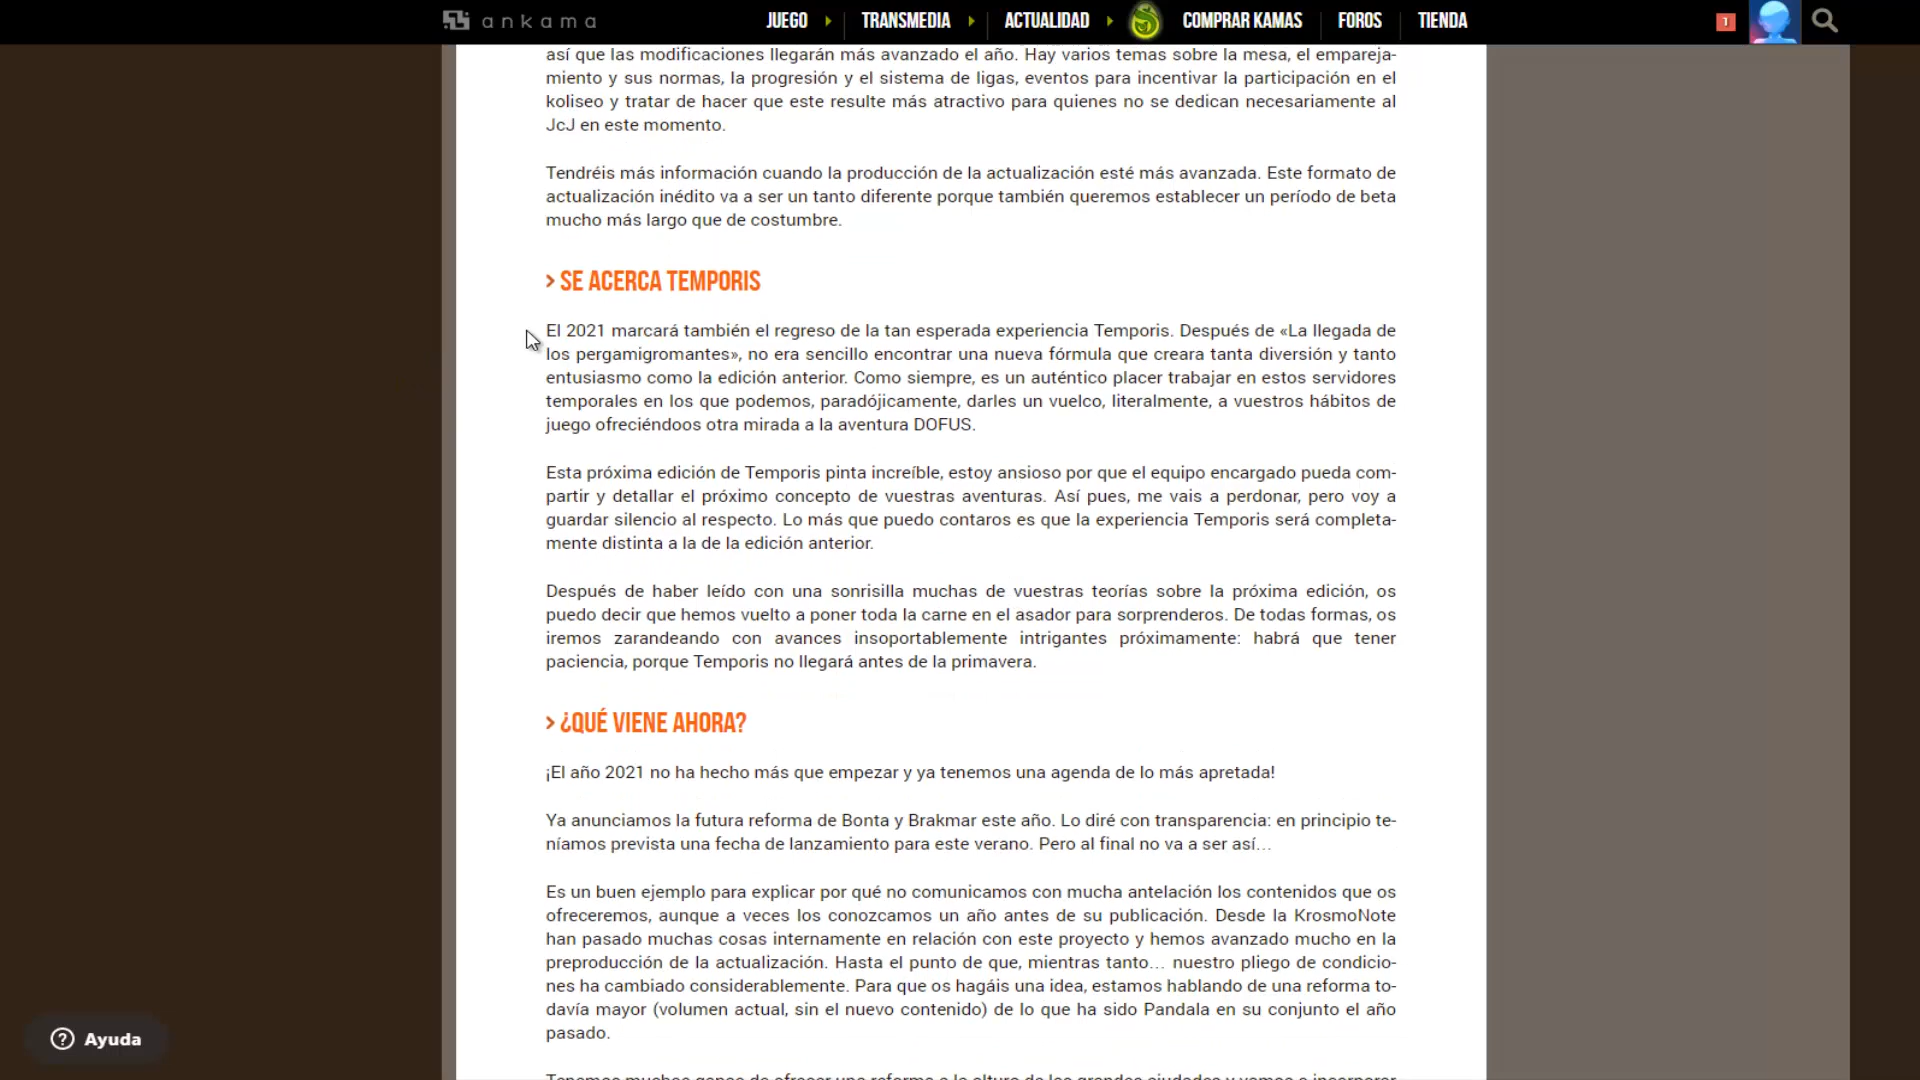 ankama
JUEGO
TRANSMEDIA
ACTUALIDAD
COMPRAR KAMAS
FOROS
TIENDA
1
así que las modificaciones llegarán más avanzado el año. Hay varios temas sobre la mesa, el empareja-
miento y sus normas, la progresión y el sistema de ligas, eventos para incentivar la participación en el
koliseo y tratar de hacer que este resulte más atractivo para quienes no se dedican necesariamente al
JcJ en este momento.
Tendréis más información cuando la producción de la actualización esté más avanzada. Este formato de
actualización inédito va a ser un tanto diferente porque también queremos establecer un período de beta
mucho más largo que de costumbre.
> SE ACERCA TEMPORIS
El 2021 marcará también el regreso de la tan esperada experiencia Temporis. Después de «La llegada de
los pergamigromantes», no era sencillo encontrar una nueva fórmula que creara tanta diversión y tanto
entusiasmo como la edición anterior. Como siempre, es un auténtico placer trabajar en estos servidores
temporales en los que podemos, paradójicamente, darles un vuelco, literalmente, a vuestros hábitos de
juego ofreciéndoos otra mirada a la aventura DOFUS.
Esta próxima edición de Temporis pinta increíble, estoy ansioso por que el equipo encargado pueda com-
partir y detallar el próximo concepto de vuestras aventuras. Así pues, me vais a perdonar, pero voy a
guardar silencio al respecto. Lo más que puedo contaros es que la experiencia Temporis será completa-
mente distinta a la de la edición anterior.
Después de haber leído con una sonrisilla muchas de vuestras teorías sobre la próxima edición, os
puedo decir que hemos vuelto a poner toda la carne en el asador para sorprenderos. De todas formas, os
iremos zarandeando con avances insoportablemente intrigantes próximamente: habrá que tener
paciencia, porque Temporis no llegará antes de la primavera.
> ¿QUÉ VIENE AHORA?
¡El año 2021 no ha hecho más que empezar y ya tenemos una agenda de lo más apretada!
Ya anunciamos la futura reforma de Bonta y Brakmar este año. Lo diré con transparencia: en principio te-
níamos prevista una fecha de lanzamiento para este verano. Pero al final no va a ser así…
Es un buen ejemplo para explicar por qué no comunicamos con mucha antelación los contenidos que os
ofreceremos, aunque a veces los conozcamos un año antes de su publicación. Desde la KrosmoNote
han pasado muchas cosas internamente en relación con este proyecto y hemos avanzado mucho en la
preproducción de la actualización. Hasta el punto de que, mientras tanto… nuestro pliego de condicio-
nes ha cambiado considerablemente. Para que os hagáis una idea, estamos hablando de una reforma to-
davía mayor (volumen actual, sin el nuevo contenido) de lo que ha sido Pandala en su conjunto el año
pasado.
Tenemos muchas ganas de ofrecer una reforma a la altura de las grandes ciudades y vamos a incorporar
? Ayuda